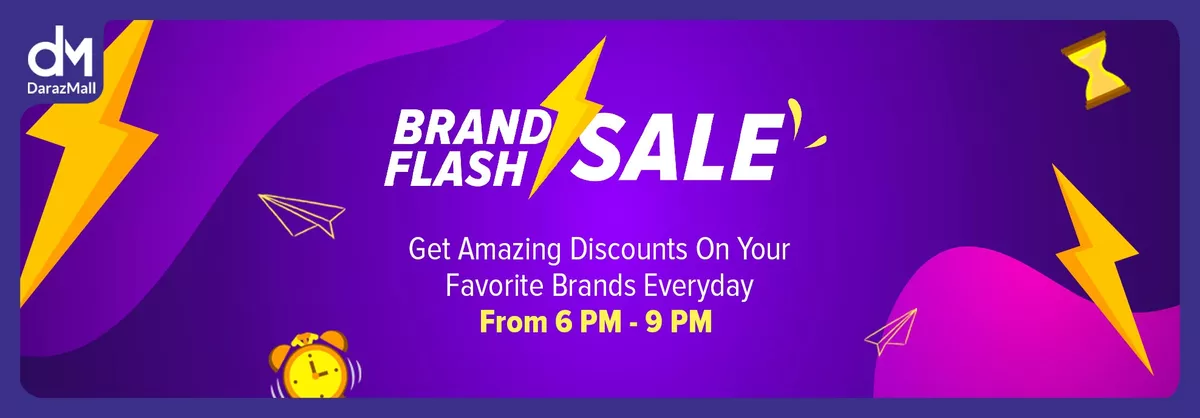 dM
DarazMall
BRAND
FLASH
SALE
Get Amazing Discounts On Your
Favorite Brands Everyday
From 6 PM - 9 PM